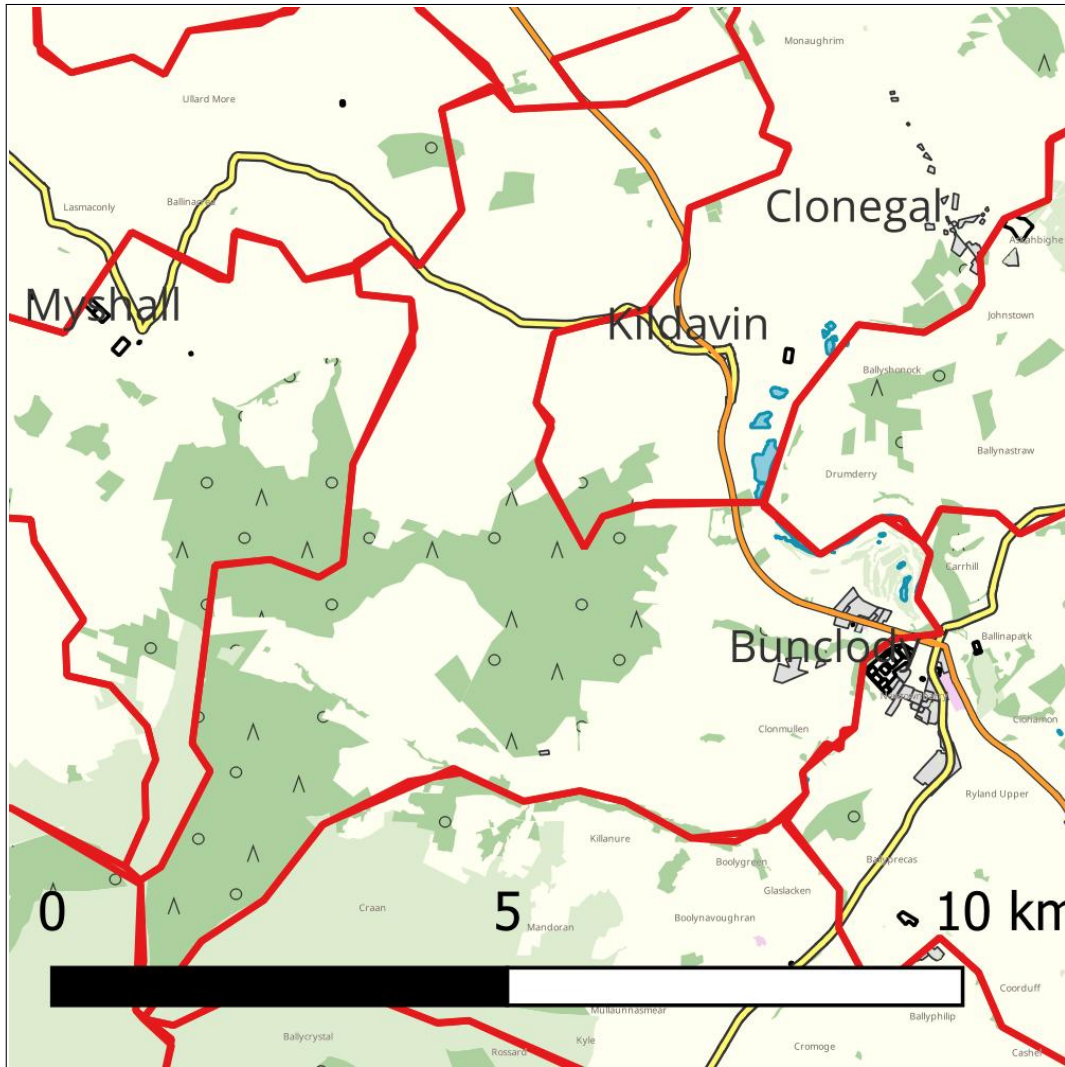 Monaughrim
Ullard More
Lasmaconly
Clonegal
Myshall
Johnstown
Kildavin
Ballyshonock
Ballynastraw
Drumderry
Carrhill
Ballinapark
Bunclody
Clonmullen
Clonamon
Ryland Upper
Killanure
Boolygreen
Ballyprecas
Glaslacken
0
5
10 km
Craan
Boolynavoughran
Mandoran
Coorduff
Mullaunnasmear
Ballyphilip
Ballycrystal
Kyle
Cromoge
Rossard
Cashel